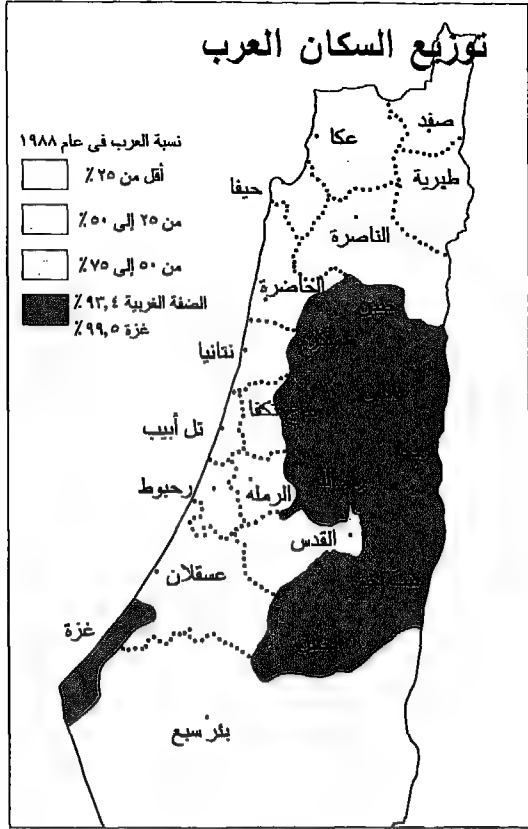 توزيع السكان العرب
نسبة العرب فى عام ١٩٨٨
أقل من ٢٥ ٪
من ٢٥ إلى ٥٠ ٪
من ٥٠ إلى ٧٥ ٪
الضفة الغربية ٩٣,٤ ٪
غزة ٩٩,٥ ٪
صفد
عكا
طبرية
حيفا
الناصرة
الخاضرة
جنين
نتانيا
تل أبيب
رحبوط
الرمله
القدس
عسقلان
غزة
بئر سبع